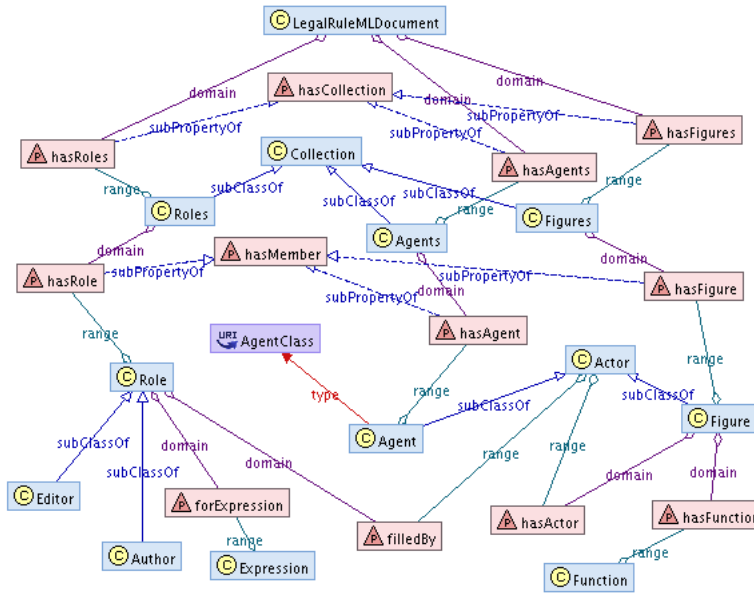 C LegalRuleMLDocument
domain
P hasCollection
domain
domain
P hasRoles
subPropertyOf
subPropertyOf
subPropertyOf
P hasFigures
C Collection
P hasAgents
range
subClassOf
subClassOf
subClassOf
range
range
C Roles
C Agents
C Figures
domain
P hasMember
domain
domain
P hasRole
subPropertyOf
subPropertyOf
subPropertyOf
P hasFigure
P hasAgent
range
URI AgentClass
range
C Actor
range
C Role
type
subClassOf
subClassOf
C Agent
C Figure
subClassOf
domain
domain
range
range
domain
domain
subClassOf
C Editor
P forExpression
P hasActor
P hasFunction
C Author
range
P filledBy
range
C Expression
C Function